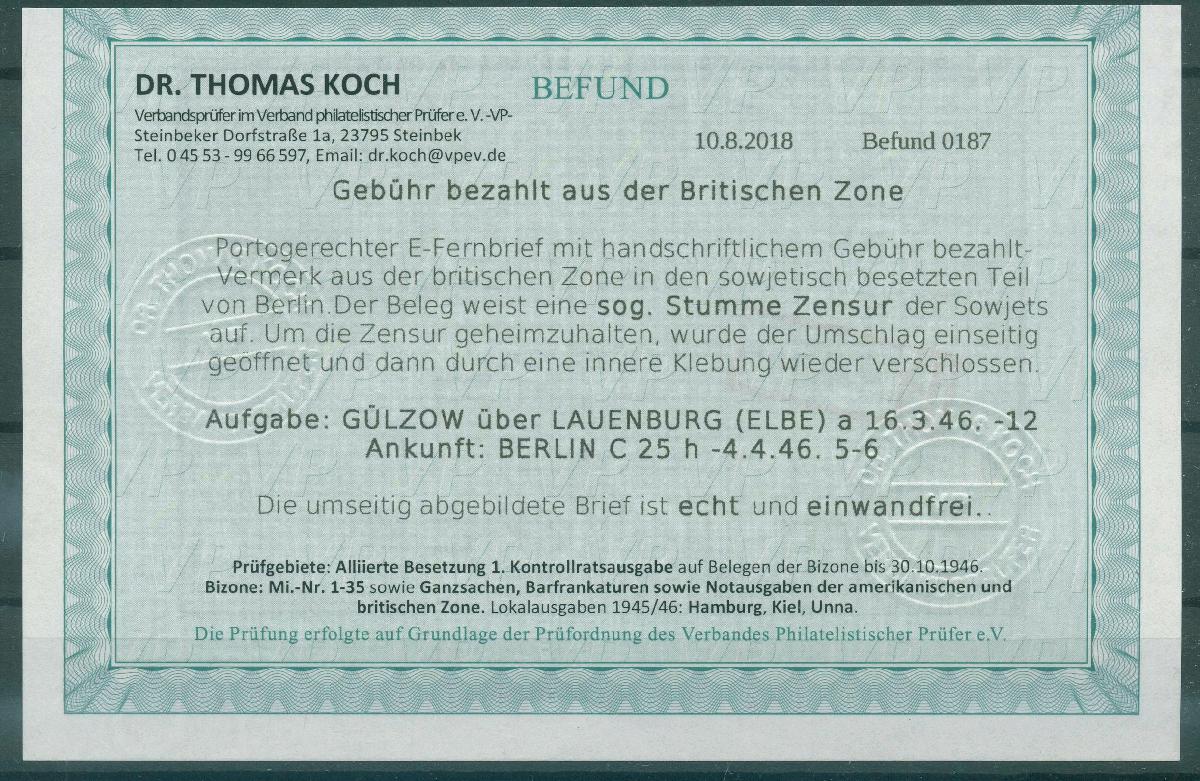 DR. THOMAS KOCH
BEFUND
Verbandsprüfer im Verband philatelistischer Prüfer e. V. -VP-
Steinbeker Dorfstraße 1a, 23795 Steinbek
10.8.2018 Befund 0187
Tel. 0 45 53 - 99 66 597, Email: dr.koch@vpev.de
Gebühr bezahlt aus der Britischen Zone
Portogerechter E-Fernbrief mit handschriftlichem Gebühr bezahlt-
Vermerk aus der britischen Zone in den sowjetisch besetzten Teil
von Berlin.Der Beleg weist eine sog. Stumme Zensur der Sowjets
auf. Um die Zensur geheimzuhalten, wurde der Umschlag einseitig
geöffnet und dann durch eine innere Klebung wieder verschlossen.
Aufgabe: GÜLZOW über LAUENBURG (ELBE) a 16.3.46. -12
Ankunft: BERLIN C 25 h -4.4.46. 5-6
Die umseitig abgebildete Brief ist echt und einwandfrei..
Prüfgebiete: Alliierte Besetzung 1. Kontrollratsausgabe auf Belegen der Bizone bis 30.10.1946.
Bizone: Mi.-Nr. 1-35 sowie Ganzsachen, Barfrankaturen sowie Notausgaben der amerikanischen und
britischen Zone. Lokalausgaben 1945/46: Hamburg, Kiel, Unna.
Die Prüfung erfolgte auf Grundlage der Prüfordnung des Verbandes Philatelistischer Prüfer e.V.